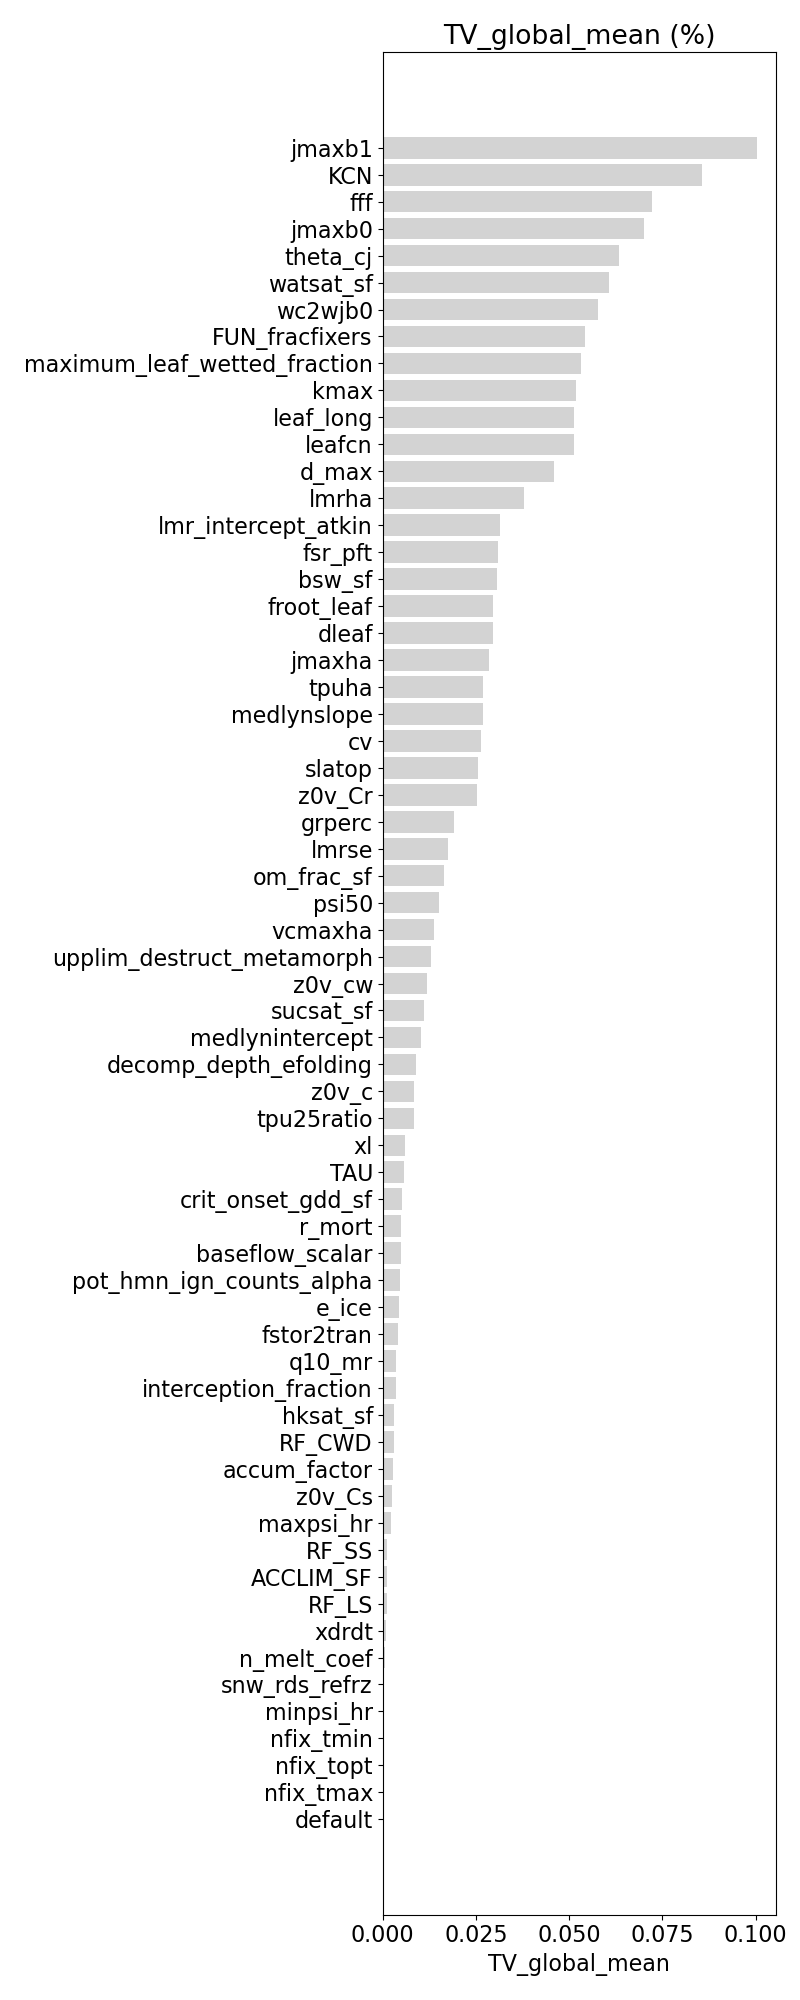 TV_global_mean (%)
jmaxb1
KCN
fff
jmaxb0
theta_cj
watsat_sf
wc2wjb0
FUN_fracfixers
maximum_leaf_wetted_fraction
kmax
leaf_long
leafcn
d_max
lmrha
lmr_intercept_atkin
fsr_pft
bsw_sf
froot_leaf
dleaf
jmaxha
tpuha
medlynslope
cv
slatop
z0v_Cr
grperc
lmrse
om_frac_sf
psi50
vcmaxha
upplim_destruct_metamorph
z0v_cw
sucsat_sf
medlynintercept
decomp_depth_efolding
z0v_c
tpu25ratio
xl
TAU
crit_onset_gdd_sf
r_mort
baseflow_scalar
pot_hmn_ign_counts_alpha
e_ice
fstor2tran
q10_mr
interception_fraction
hksat_sf
RF_CWD
accum_factor
z0v_Cs
maxpsi_hr
RF_SS
ACCLIM_SF
RF_LS
xdrdt
n_melt_coef
snw_rds_refrz
minpsi_hr
nfix_tmin
nfix_topt
nfix_tmax
default
0.000 0.025 0.050 0.075 0.100
TV_global_mean